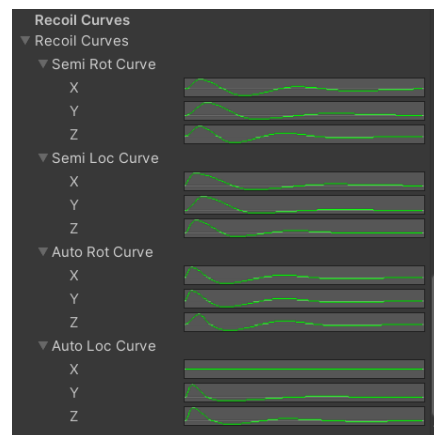 Recoil Curves
Recoil Curves
Semi Rot Curve
X
Y
Z
Semi Loc Curve
X
Y
Z
Auto Rot Curve
X
Y
Z
Auto Loc Curve
X
Y
Z